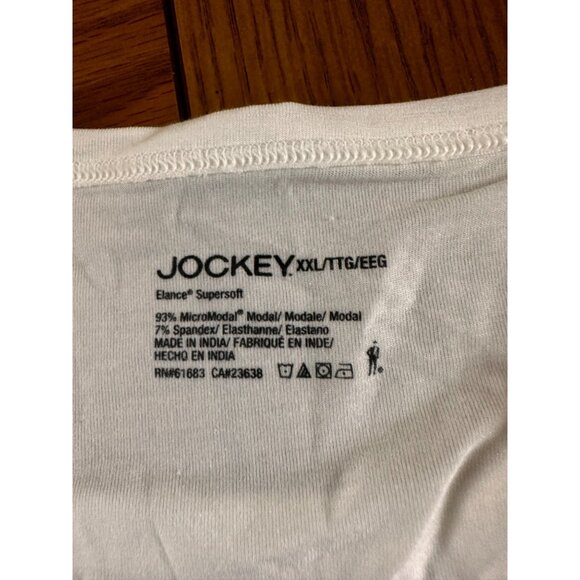 JOCKEY. XXL/TTG/EEG
Elance® Supersoft
93% MicroModal® Modal/ Modale/ Modal
7% Spandex/ Elasthanne/ Elastano
MADE IN INDIA/ FABRIQUÉ EN INDE/
HECHO EN INDIA
RN#61683 CA#23638